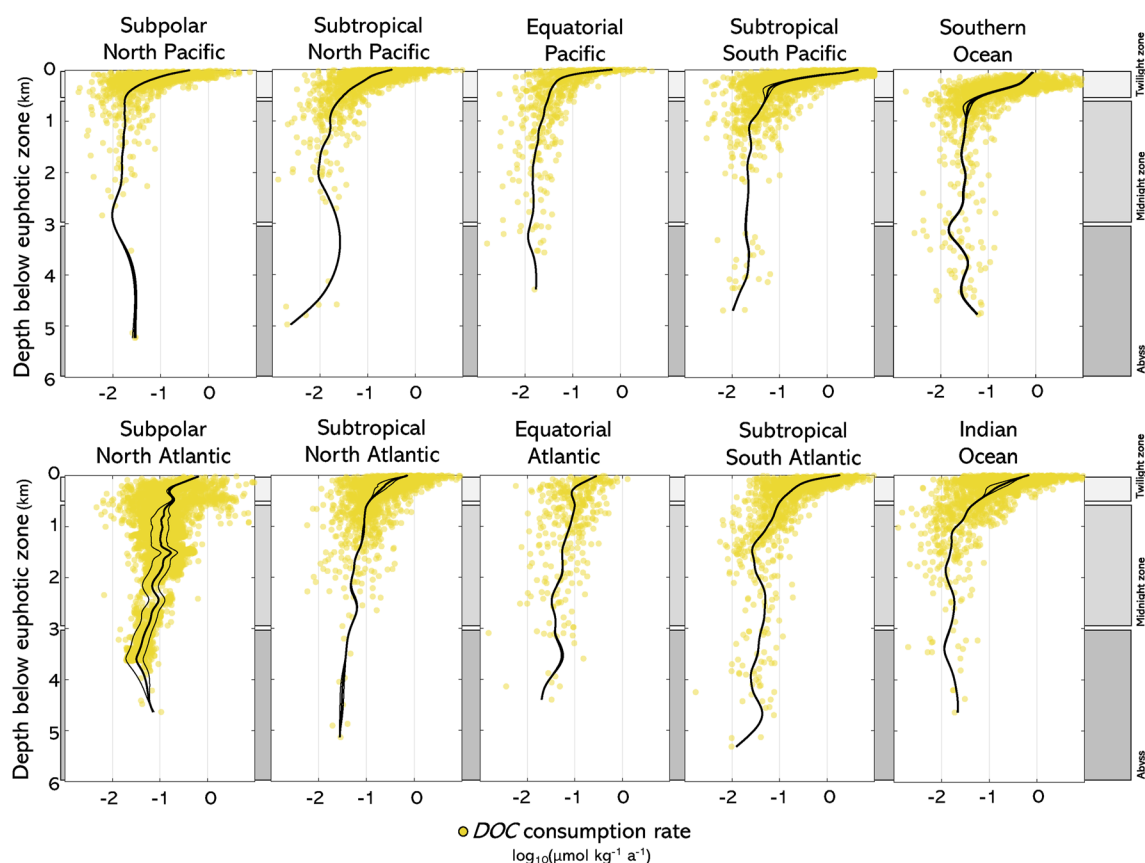 Subpolar
North Pacific
Subtropical
North Pacific
Equatorial
Pacific
Subtropical
South Pacific
Southern
Ocean
Depth below euphotic zone (km)
0
1
2
3
4
5
6
-2 -1 0
-2 -1 0
-2 -1 0
-2 -1 0
-2 -1 0
Twilight zone
Midnight zone
Abyss
Subpolar
North Atlantic
Subtropical
North Atlantic
Equatorial
Atlantic
Subtropical
South Atlantic
Indian
Ocean
Depth below euphotic zone (km)
0
1
2
3
4
5
6
-2 -1 0
-2 -1 0
-2 -1 0
-2 -1 0
-2 -1 0
Twilight zone
Midnight zone
Abyss
DOC consumption rate
log₁₀(μmol kg⁻¹ a⁻¹)